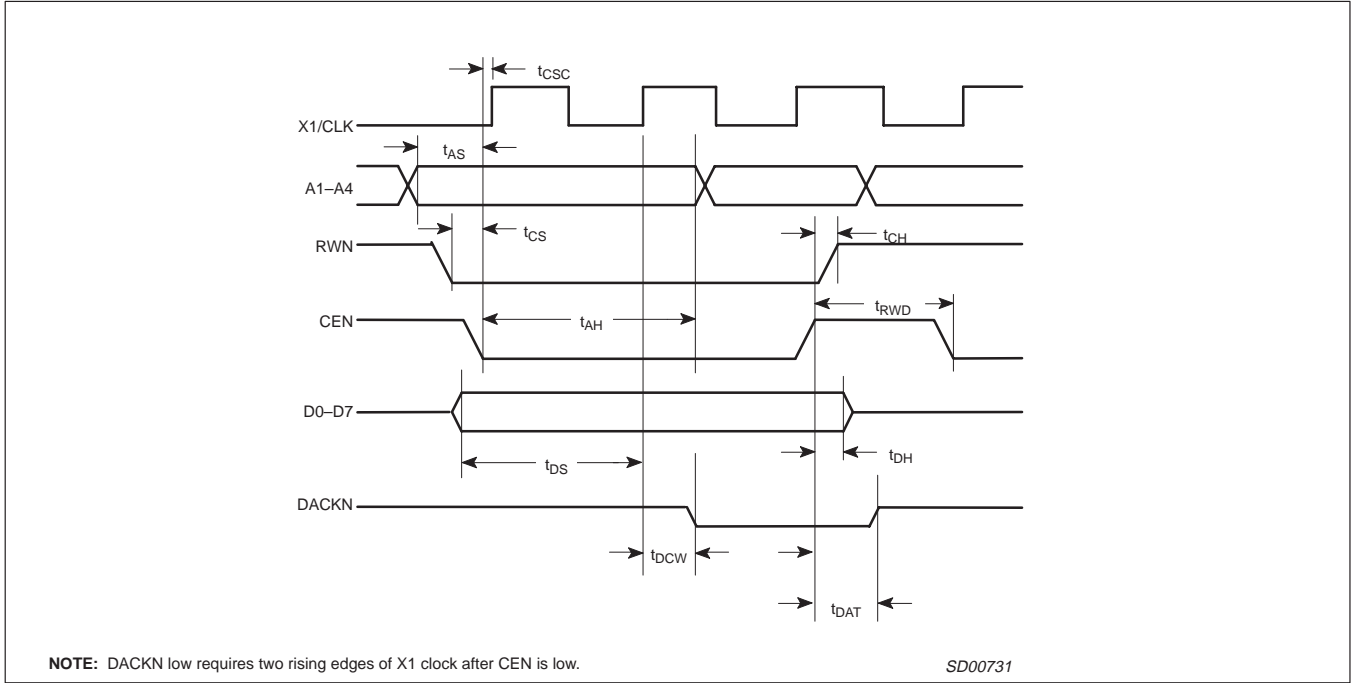 tCSC
X1/CLK
tAS
A1–A4
tCS
tCH
RWN
tRWD
CEN
tAH
D0–D7
tDS
tDH
DACKN
tDCW
tDAT
NOTE: DACKN low requires two rising edges of X1 clock after CEN is low.
SD00731